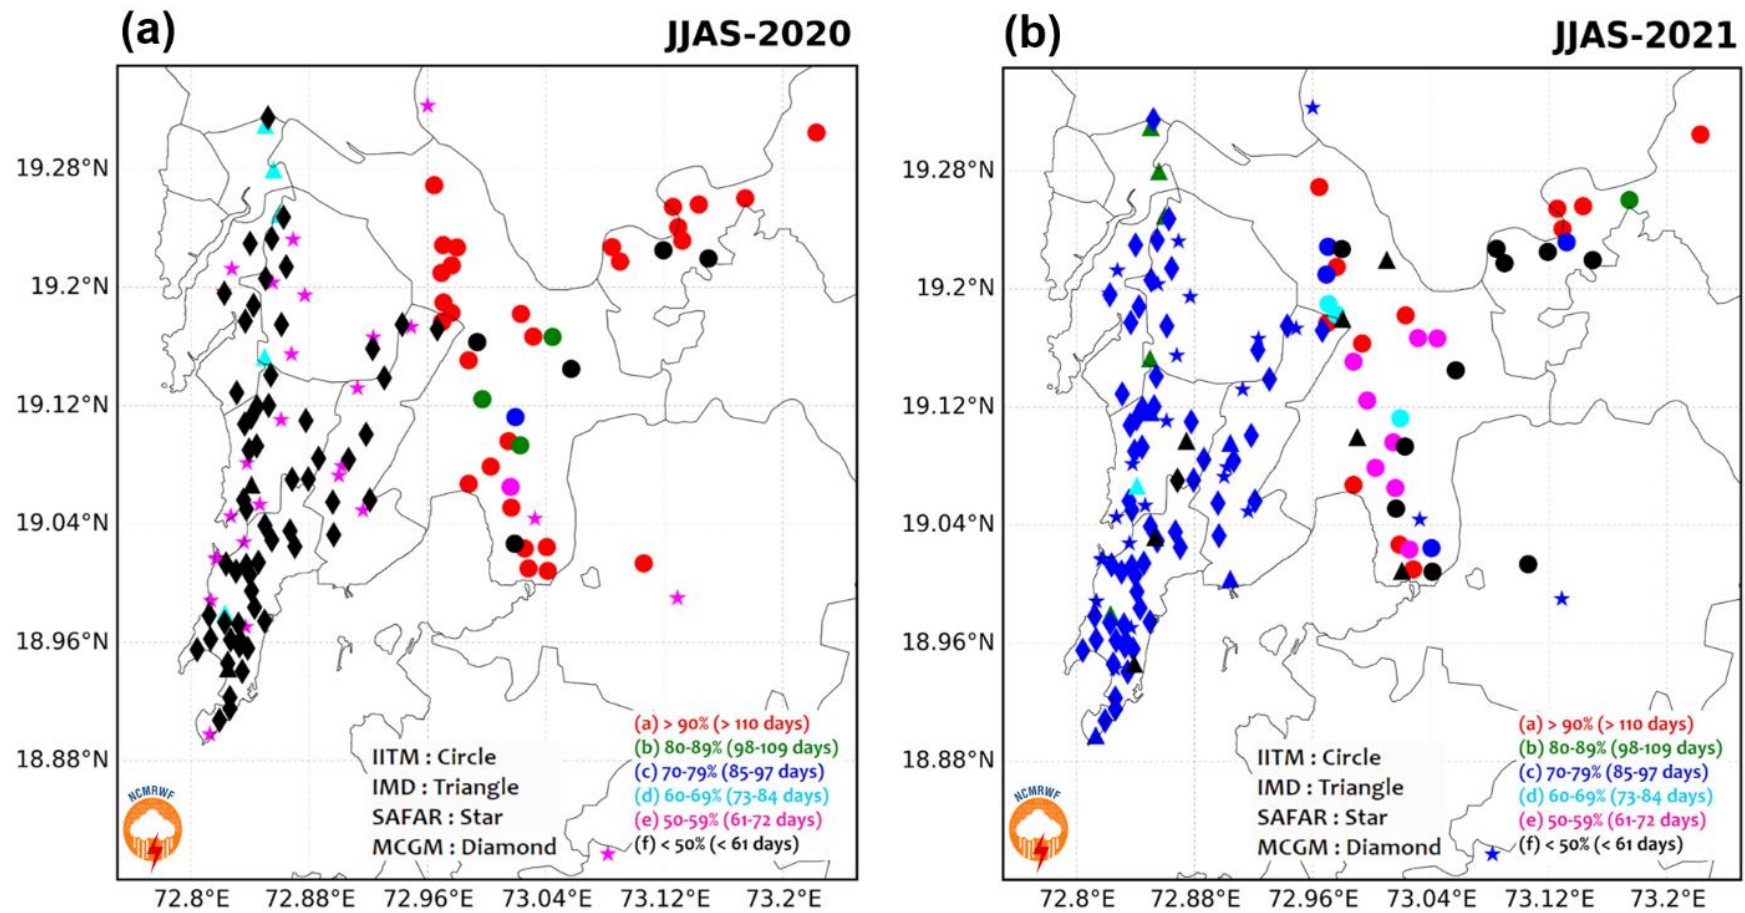 (a)
JJAS-2020
19.28°N
19.2°N
19.12°N
19.04°N
18.96°N
18.88°N
72.8°E
72.88°E
72.96°E
73.04°E
73.12°E
73.2°E
IITM : Circle
IMD : Triangle
SAFAR : Star
MCGM : Diamond
(a) > 90% (> 110 days)
(b) 80-89% (98-109 days)
(c) 70-79% (85-97 days)
(d) 60-69% (73-84 days)
(e) 50-59% (61-72 days)
(f) < 50% (< 61 days)
NCMRWF
(b)
JJAS-2021
19.28°N
19.2°N
19.12°N
19.04°N
18.96°N
18.88°N
72.8°E
72.88°E
72.96°E
73.04°E
73.12°E
73.2°E
IITM : Circle
IMD : Triangle
SAFAR : Star
MCGM : Diamond
(a) > 90% (> 110 days)
(b) 80-89% (98-109 days)
(c) 70-79% (85-97 days)
(d) 60-69% (73-84 days)
(e) 50-59% (61-72 days)
(f) < 50% (< 61 days)
NCMRWF